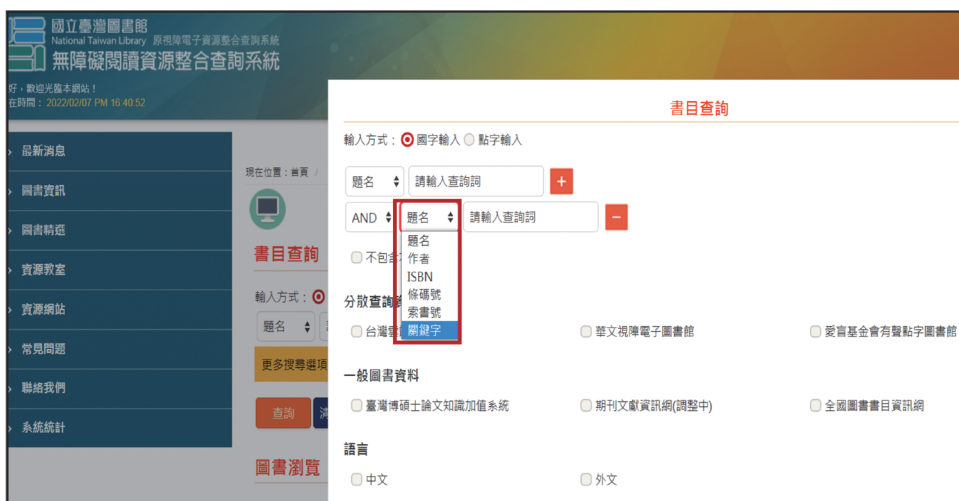 國立臺灣圖書館
National Taiwan Library 原視障電子資源整合查詢系統
無障礙閱讀資源整合查詢系統
好,歡迎光臨本網站!
在時間: 2022/02/07 PM 16:40:52
最新消息
圖書資訊
圖書精選
資源教室
資源網站
常見問題
聯絡我們
系統統計
現在位置:首頁 /
書目查詢
輸入方式:
題名
更多搜尋選項
查詢
清
圖書瀏覽
書目查詢
輸入方式: 國字輸入 點字輸入
題名 請輸入查詢詞 +
AND 題名 請輸入查詢詞 −
題名
不包含
作者
ISBN
條碼號
分散查詢
索書號
關鍵字
台灣雲 華文視障電子圖書館 愛盲基金會有聲點字圖書館
一般圖書資料
臺灣博碩士論文知識加值系統 期刊文獻資訊網(調整中) 全國圖書書目資訊網
語言
中文 外文